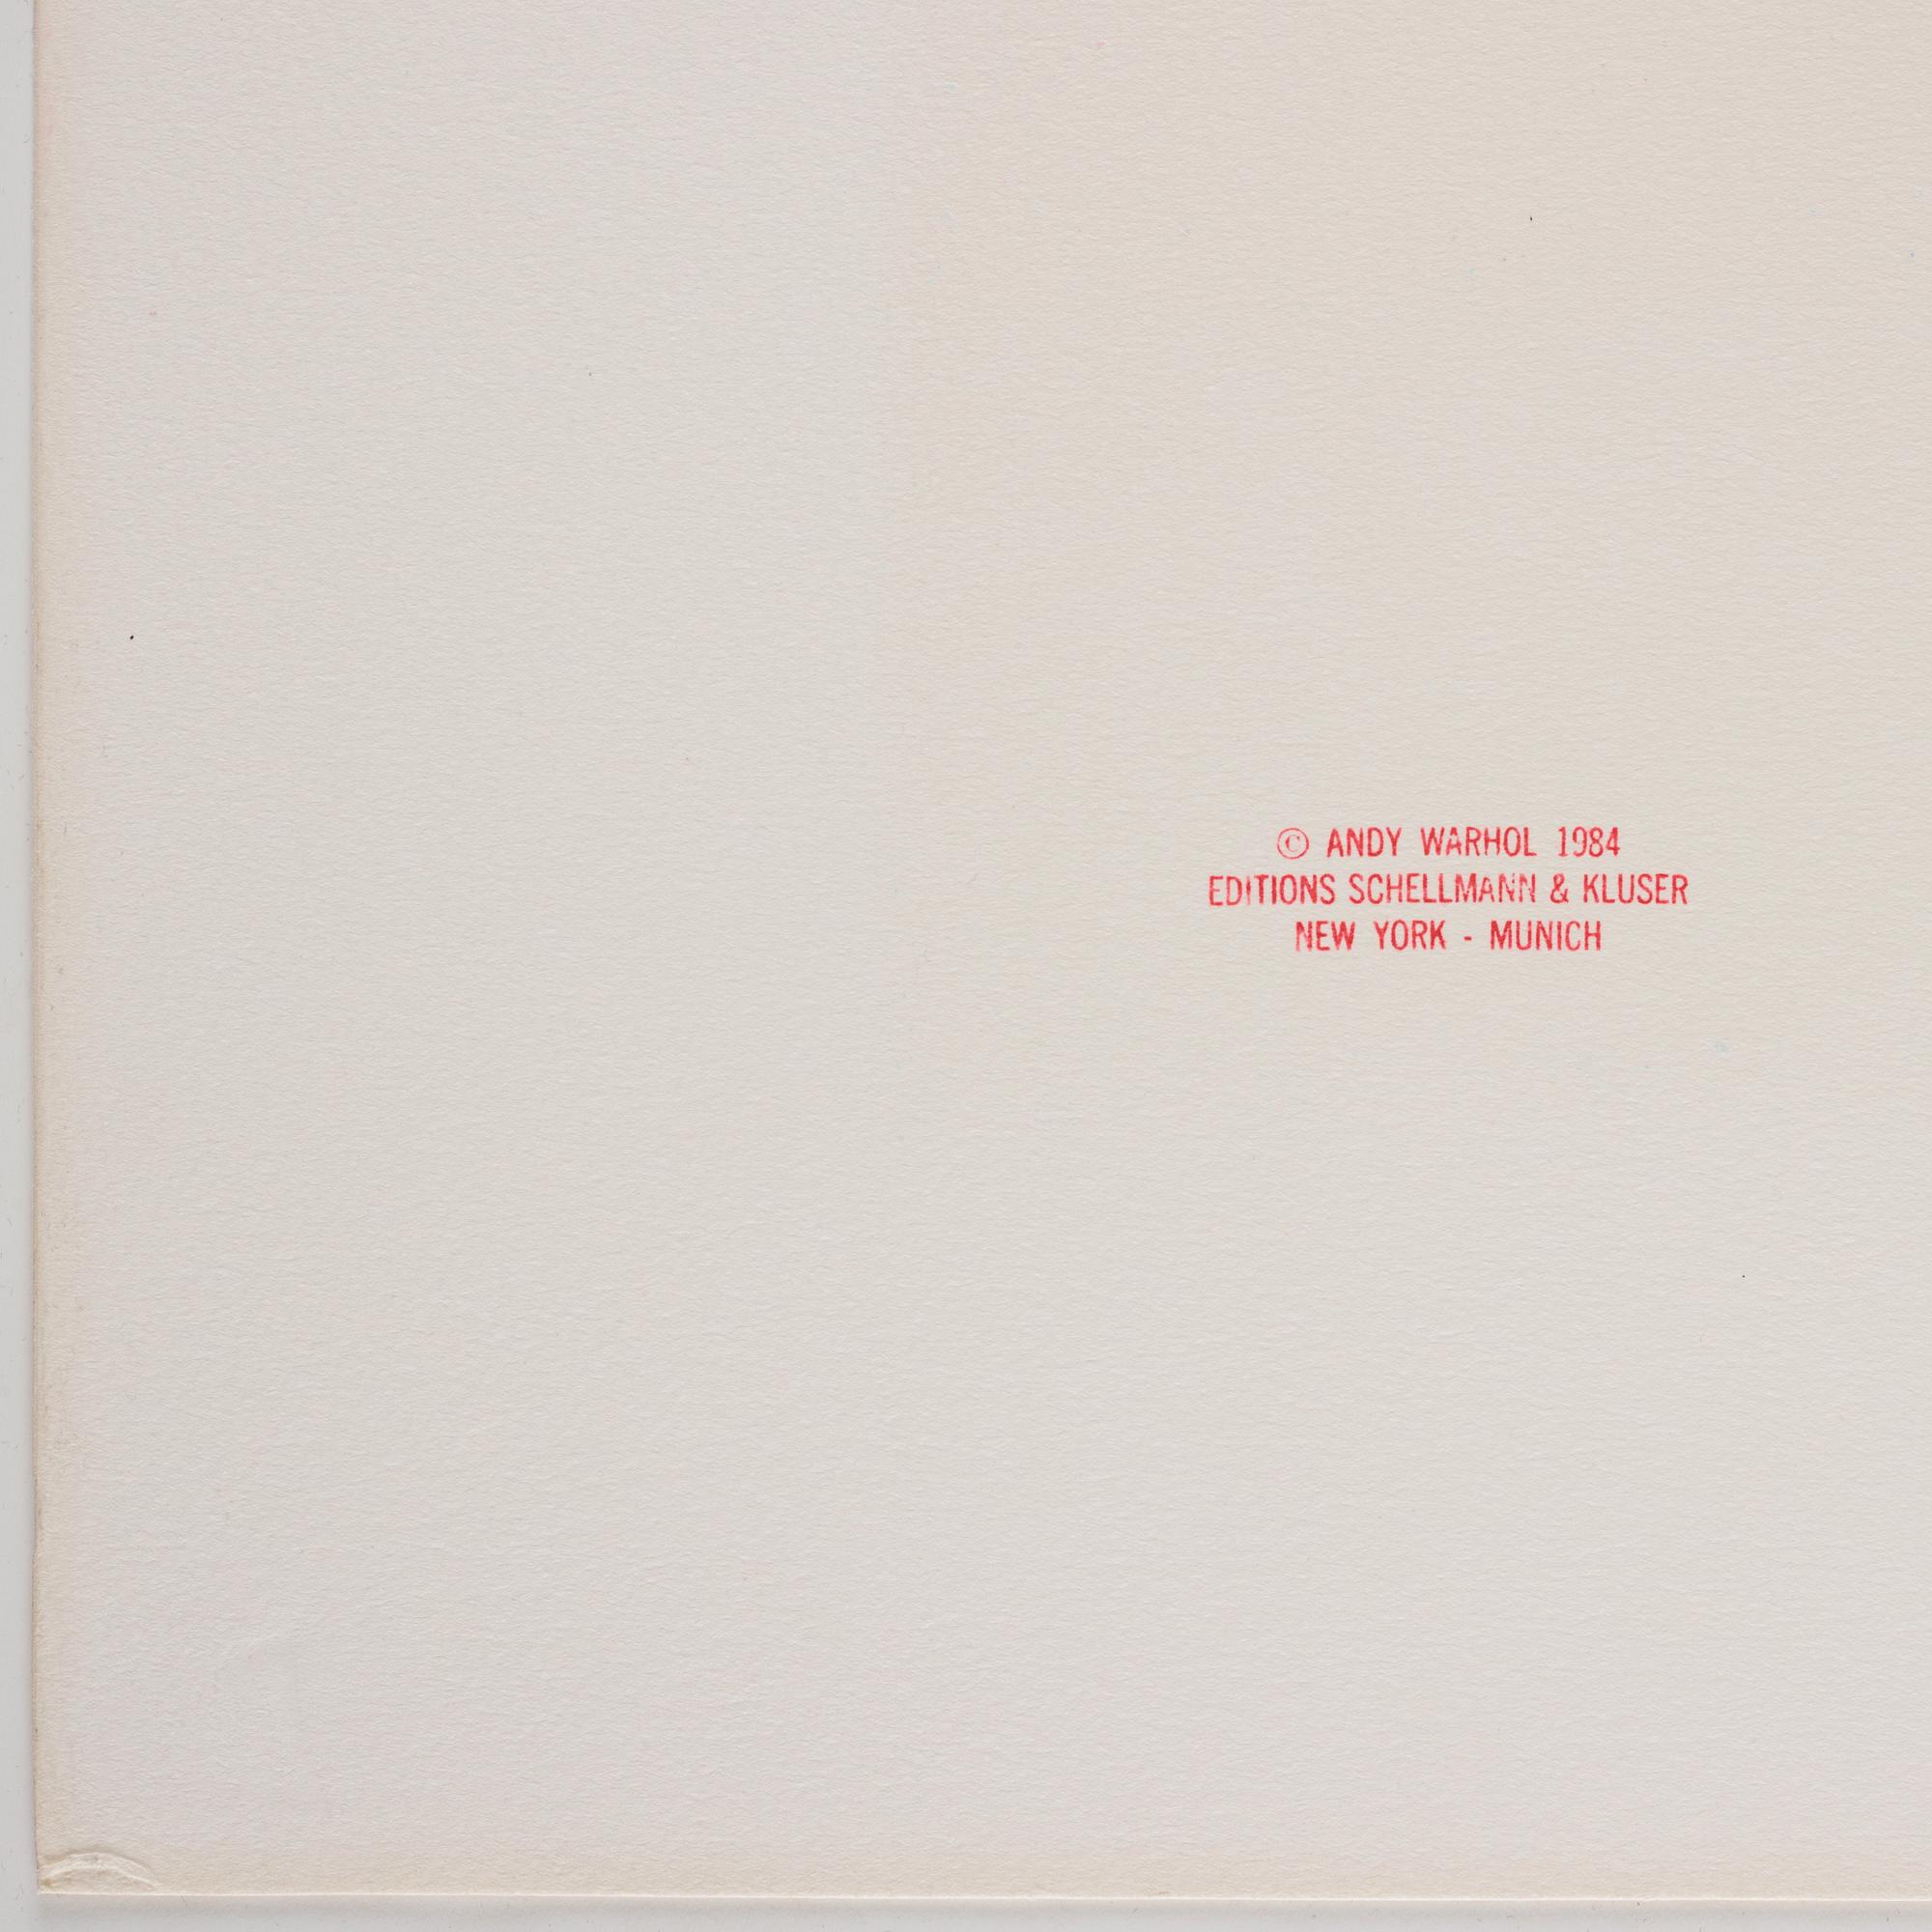 © ANDY WARHOL 1984
EDITIONS SCHELLMANN & KLUSER
NEW YORK - MUNICH